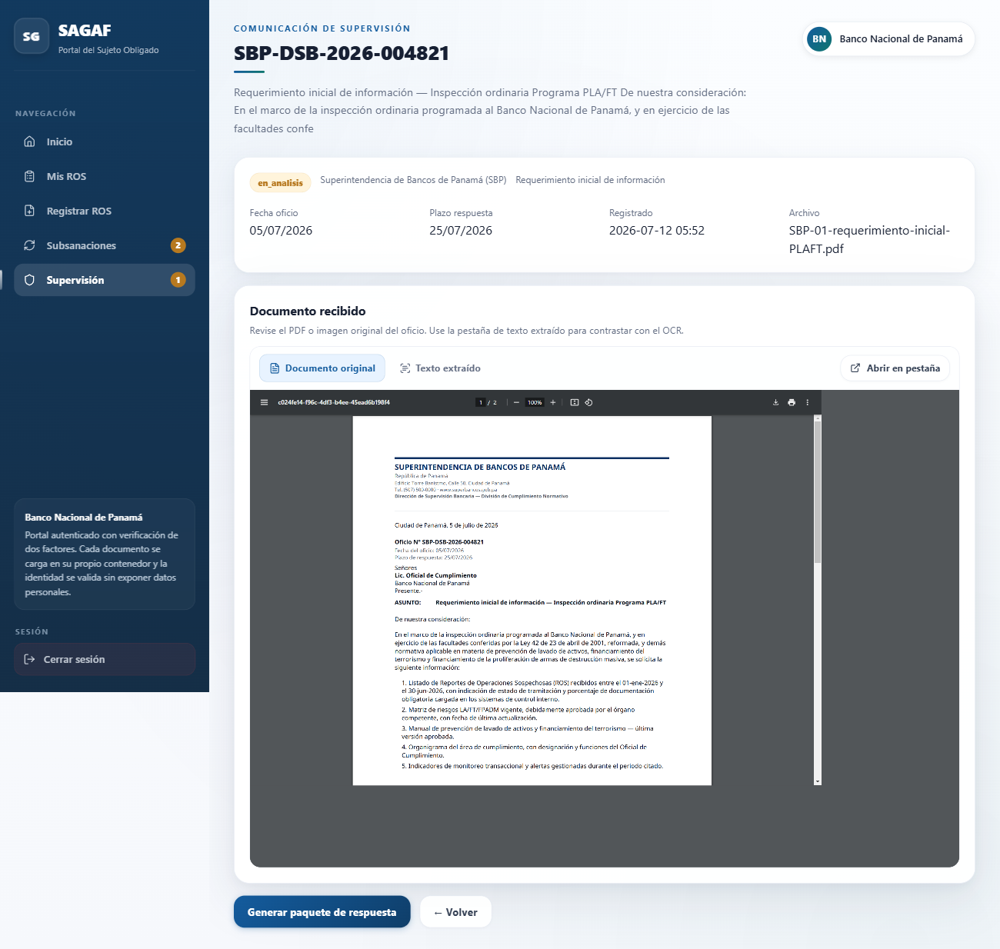 SG
SAGAF
Portal del Sujeto Obligado
NAVEGACIÓN
Inicio
Mis ROS
Registrar ROS
Subsanaciones 2
Supervisión 1
Banco Nacional de Panamá
Portal autenticado con verificación de
dos factores. Cada documento se
carga en su propio contenedor y la
identidad se valida sin exponer datos
personales.
SESIÓN
Cerrar sesión
COMUNICACIÓN DE SUPERVISIÓN
SBP-DSB-2026-004821
BN Banco Nacional de Panamá
Requerimiento inicial de información — Inspección ordinaria Programa PLA/FT De nuestra consideración:
En el marco de la inspección ordinaria programada al Banco Nacional de Panamá, y en ejercicio de las
facultades confe
en_analisis Superintendencia de Bancos de Panamá (SBP) Requerimiento inicial de información
Fecha oficio
05/07/2026
Plazo respuesta
25/07/2026
Registrado
2026-07-12 05:52
Archivo
SBP-01-requerimiento-inicial-
PLAFT.pdf
Documento recibido
Revise el PDF o imagen original del oficio. Use la pestaña de texto extraído para contrastar con el OCR.
Documento original Texto extraído Abrir en pestaña
c024fe14-f96c-4df3-b4ee-45ead6b198f4 1 / 2 100%
SUPERINTENDENCIA DE BANCOS DE PANAMÁ
República de Panamá
Edificio Torre Banistmo, Calle 50, Ciudad de Panamá
Tel. (507) 500-0000 · www.superbancos.gob.pa
Dirección de Supervisión Bancaria — División de Cumplimiento Normativo
Ciudad de Panamá, 5 de julio de 2026
Oficio N° SBP-DSB-2026-004821
Fecha del oficio: 05/07/2026
Plazo de respuesta: 25/07/2026
Señores
Lic. Oficial de Cumplimiento
Banco Nacional de Panamá
Presente.-
ASUNTO: Requerimiento inicial de información — Inspección ordinaria Programa PLA/FT
De nuestra consideración:
En el marco de la inspección ordinaria programada al Banco Nacional de Panamá, y en
ejercicio de las facultades conferidas por la Ley 42 de 23 de abril de 2001, reformada, y demás
normativa aplicable en materia de prevención de lavado de activos, financiamiento del
terrorismo y financiamiento de la proliferación de armas de destrucción masiva, se solicita la
siguiente información:
1. Listado de Reportes de Operaciones Sospechosas (ROS) recibidos entre el 01-ene-2026 y
el 30-jun-2026, con indicación de estado de tramitación y porcentaje de documentación
obligatoria cargada en los sistemas de control interno.
2. Matriz de riesgos LA/FT/FPADM vigente, debidamente aprobada por el órgano
competente, con fecha de última actualización.
3. Manual de prevención de lavado de activos y financiamiento del terrorismo — última
versión aprobada.
4. Organigrama del área de cumplimiento, con designación y funciones del Oficial de
Cumplimiento.
5. Indicadores de monitoreo transaccional y alertas gestionadas durante el periodo citado.
Generar paquete de respuesta ← Volver